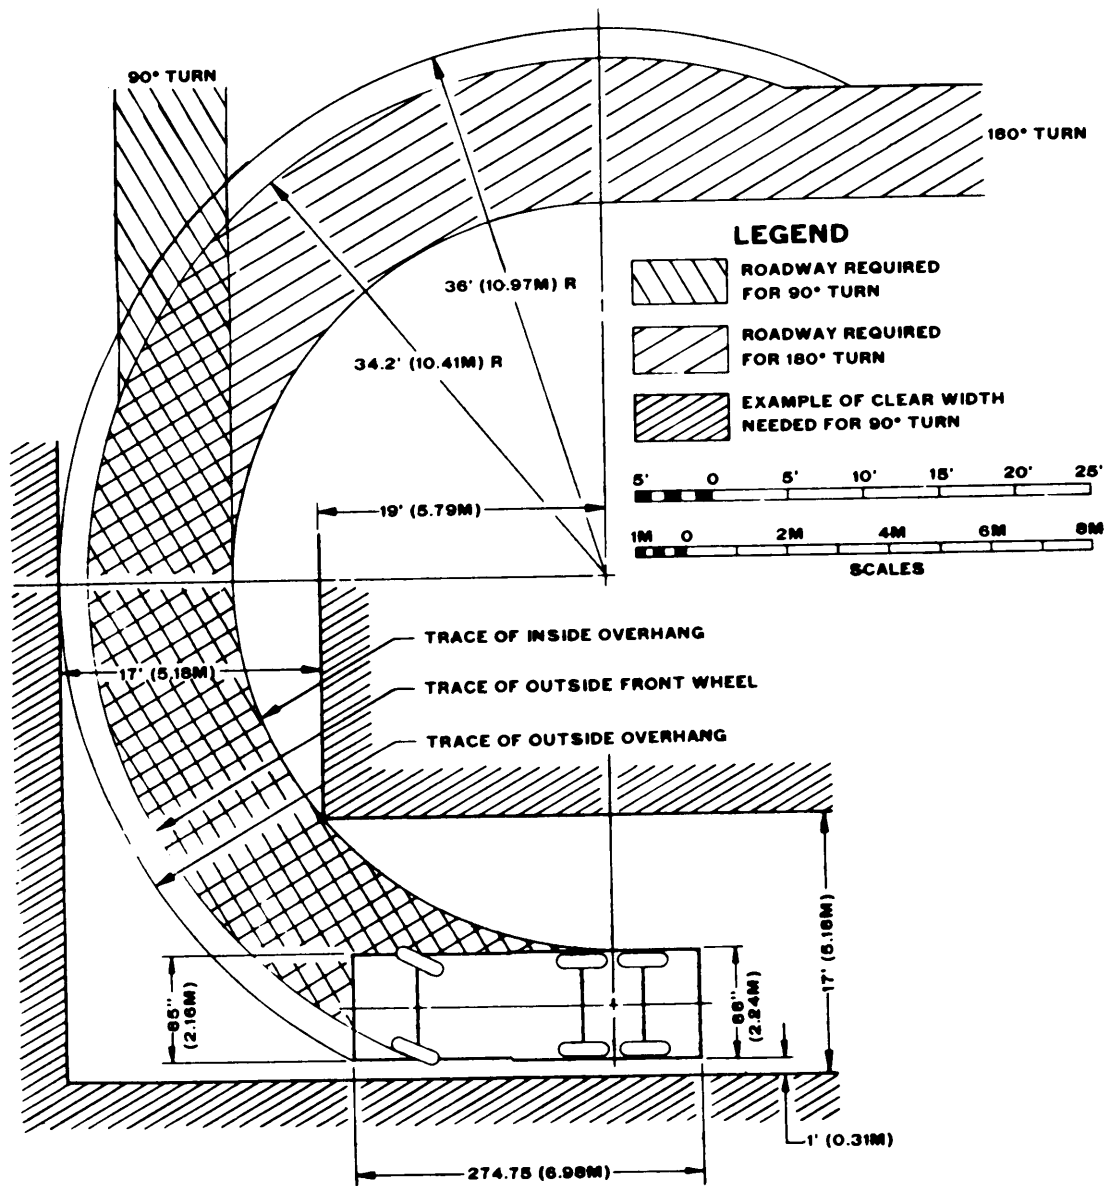 90° TURN
180° TURN
LEGEND
ROADWAY REQUIRED
FOR 90° TURN
ROADWAY REQUIRED
FOR 180° TURN
EXAMPLE OF CLEAR WIDTH
NEEDED FOR 90° TURN
36' (10.97M) R
34.2' (10.41M) R
5' 0 5' 10' 15' 20' 25'
1M 0 2M 4M 6M 8M
SCALES
19' (5.79M)
TRACE OF INSIDE OVERHANG
17' (5.18M)
TRACE OF OUTSIDE FRONT WHEEL
TRACE OF OUTSIDE OVERHANG
17' (5.18M)
85"
(2.16M)
88"
(2.24M)
1' (0.31M)
274.75 (6.98M)